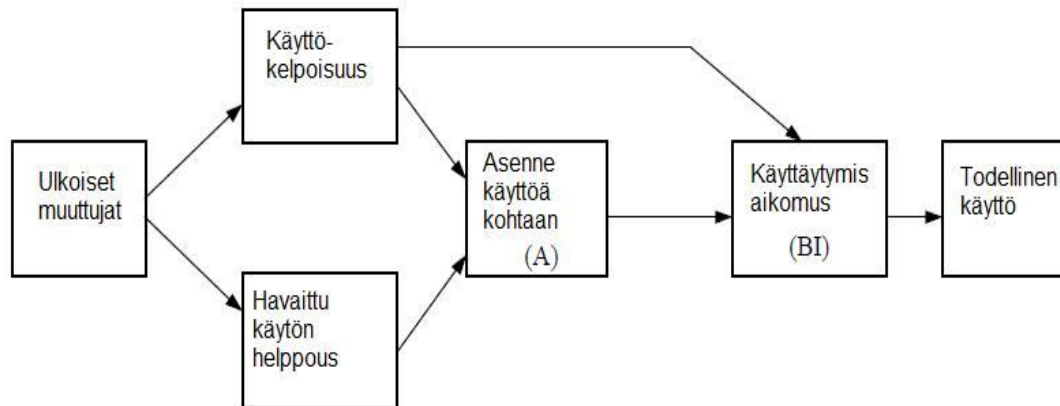 Käyttö-
kelpoisuus
Ulkoiset
muuttujat
Havaittu
käytön
helppous
Asenne
käyttöä
kohtaan
(A)
Käyttäytymis
aikomus
(BI)
Todellinen
käyttö